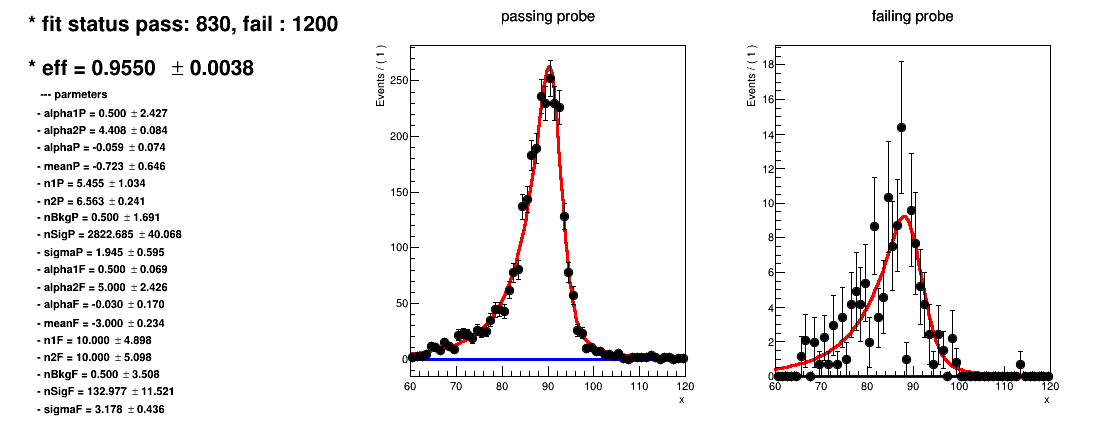 * fit status pass: 830, fail : 1200
* eff = 0.9550 ± 0.0038
--- parmeters
- alpha1P = 0.500 ± 2.427
- alpha2P = 4.408 ± 0.084
- alphaP = -0.059 ± 0.074
- meanP = -0.723 ± 0.646
- n1P = 5.455 ± 1.034
- n2P = 6.563 ± 0.241
- nBkgP = 0.500 ± 1.691
- nSigP = 2822.685 ± 40.068
- sigmaP = 1.945 ± 0.595
- alpha1F = 0.500 ± 0.069
- alpha2F = 5.000 ± 2.426
- alphaF = -0.030 ± 0.170
- meanF = -3.000 ± 0.234
- n1F = 10.000 ± 4.898
- n2F = 10.000 ± 5.098
- nBkgF = 0.500 ± 3.508
- nSigF = 132.977 ± 11.521
- sigmaF = 3.178 ± 0.436
passing probe
Events / ( 1 )
250
200
150
100
50
0
60 70 80 90 100 110 120
x
failing probe
Events / ( 1 )
18
16
14
12
10
8
6
4
2
0
60 70 80 90 100 110 120
x